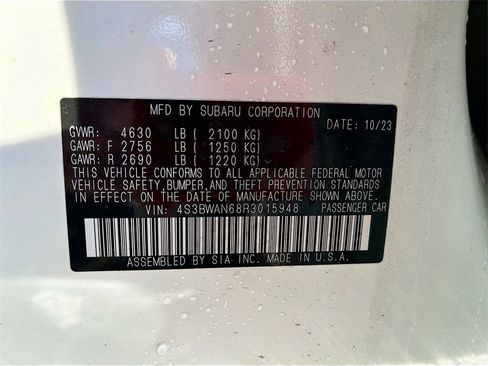 MFD BY SUBARU CORPORATION
DATE: 10/23
GVWR: 4630 LB ( 2100 KG)
GAWR: F 2756 LB ( 1250 KG)
GAWR: R 2690 LB ( 1220 KG)
THIS VEHICLE CONFORMS TO ALL APPLICABLE FEDERAL MOTOR
VEHICLE SAFETY, BUMPER, AND THEFT PREVENTION STANDARDS
IN EFFECT ON THE DATE OF MANUFACTURE SHOWN ABOVE.
VIN: 4S3BWAN68R3015948 PASSENGER CAR
ASSEMBLED BY SIA INC. MADE IN U.S.A.